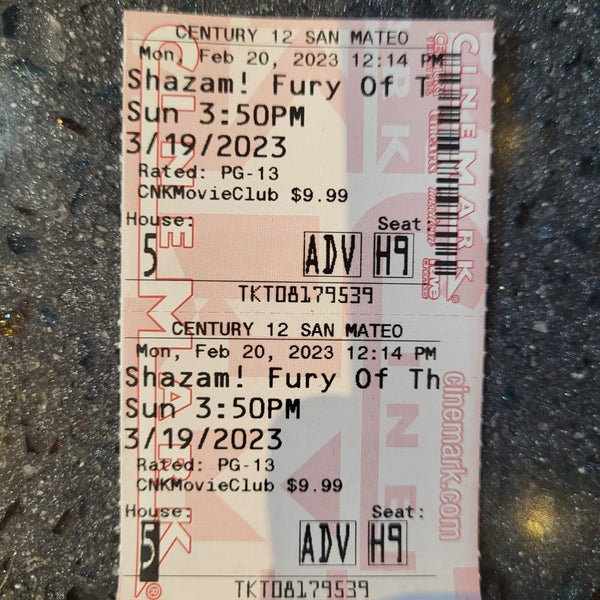 CENTURY 12 SAN MATEO
Mon, Feb 20, 2023 12:14 PM
Shazam! Fury Of T
Sun 3:50PM
3/19/2023
Rated: PG-13
CNKMovieClub $9.99
House: Seat:
5 ADV H9
TKT08179539
CENTURY 12 SAN MATEO
Mon, Feb 20, 2023 12:14 PM
Shazam! Fury Of Th
Sun 3:50PM
3/19/2023
Rated: PG-13
CNKMovieClub $9.99
House: Seat:
5 ADV H9
TKT08179539
CINEMARK®
CINEMARK®
cinemark.com